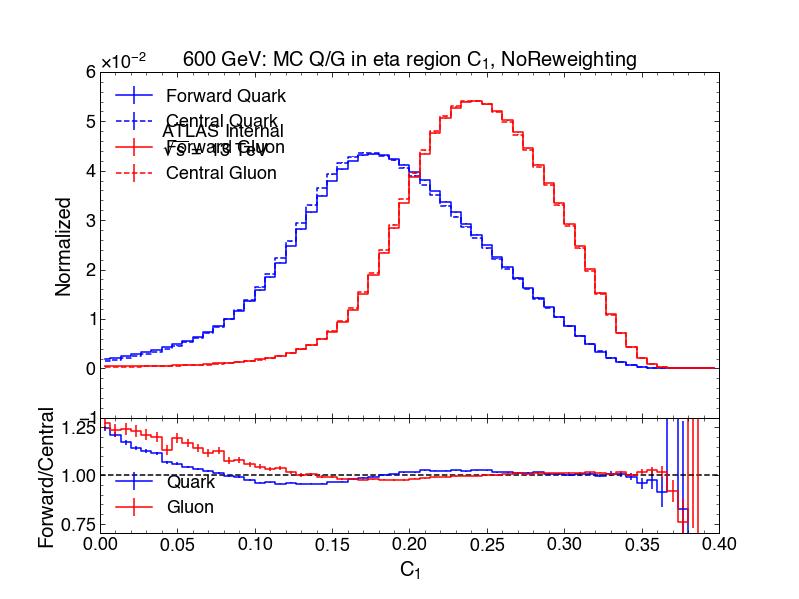 ×10⁻²
600 GeV: MC Q/G in eta region C₁, NoReweighting
6
5
4
3
2
1
0
−1
Normalized
Forward Quark
Central Quark
ATLAS Internal
Forward Gluon
√s = 13 TeV
Central Gluon
1.25
1.00
0.75
Forward/Central
Quark
Gluon
0.00 0.05 0.10 0.15 0.20 0.25 0.30 0.35 0.40
C₁